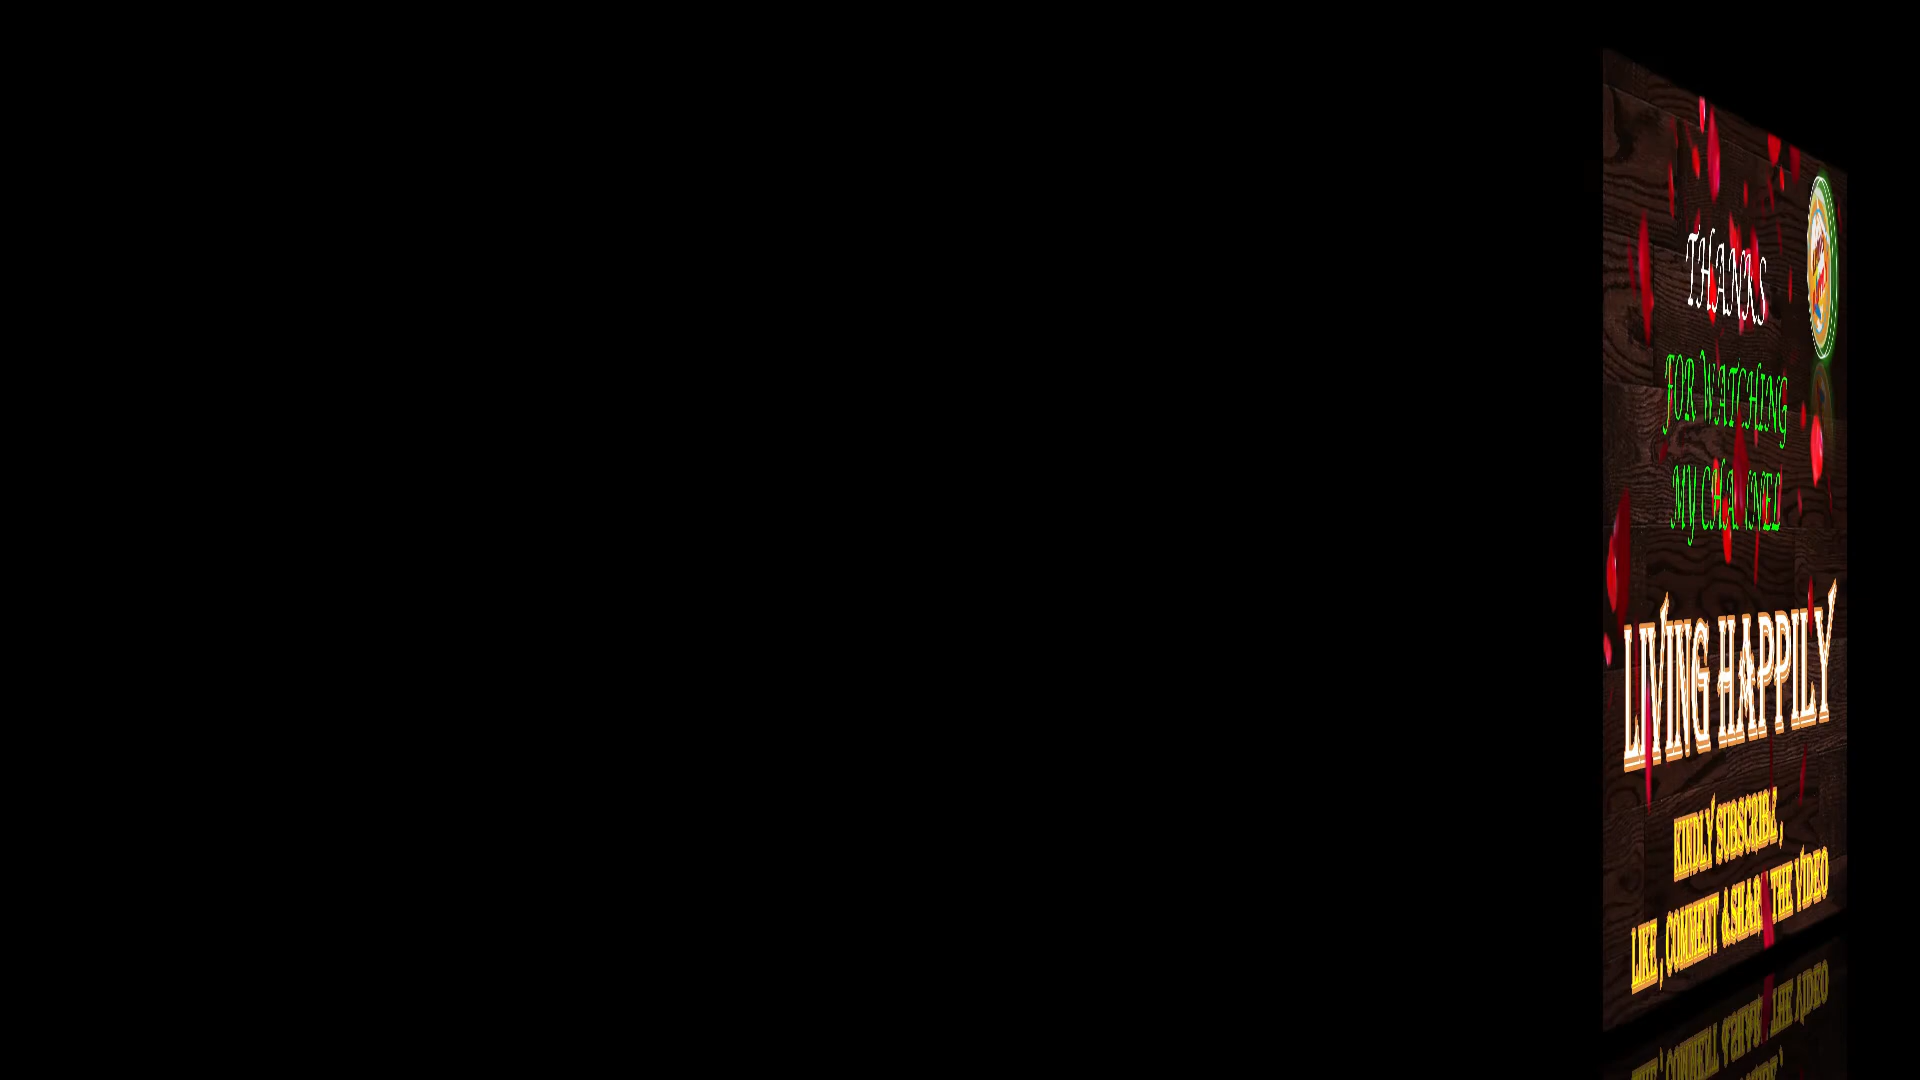 THANKS
FOR WATCHING
MY CHANNEL
LIVING HAPPILY
KINDLY SUBSCRIBE ,
LIKE , COMMENT & SHARE THE VIDEO